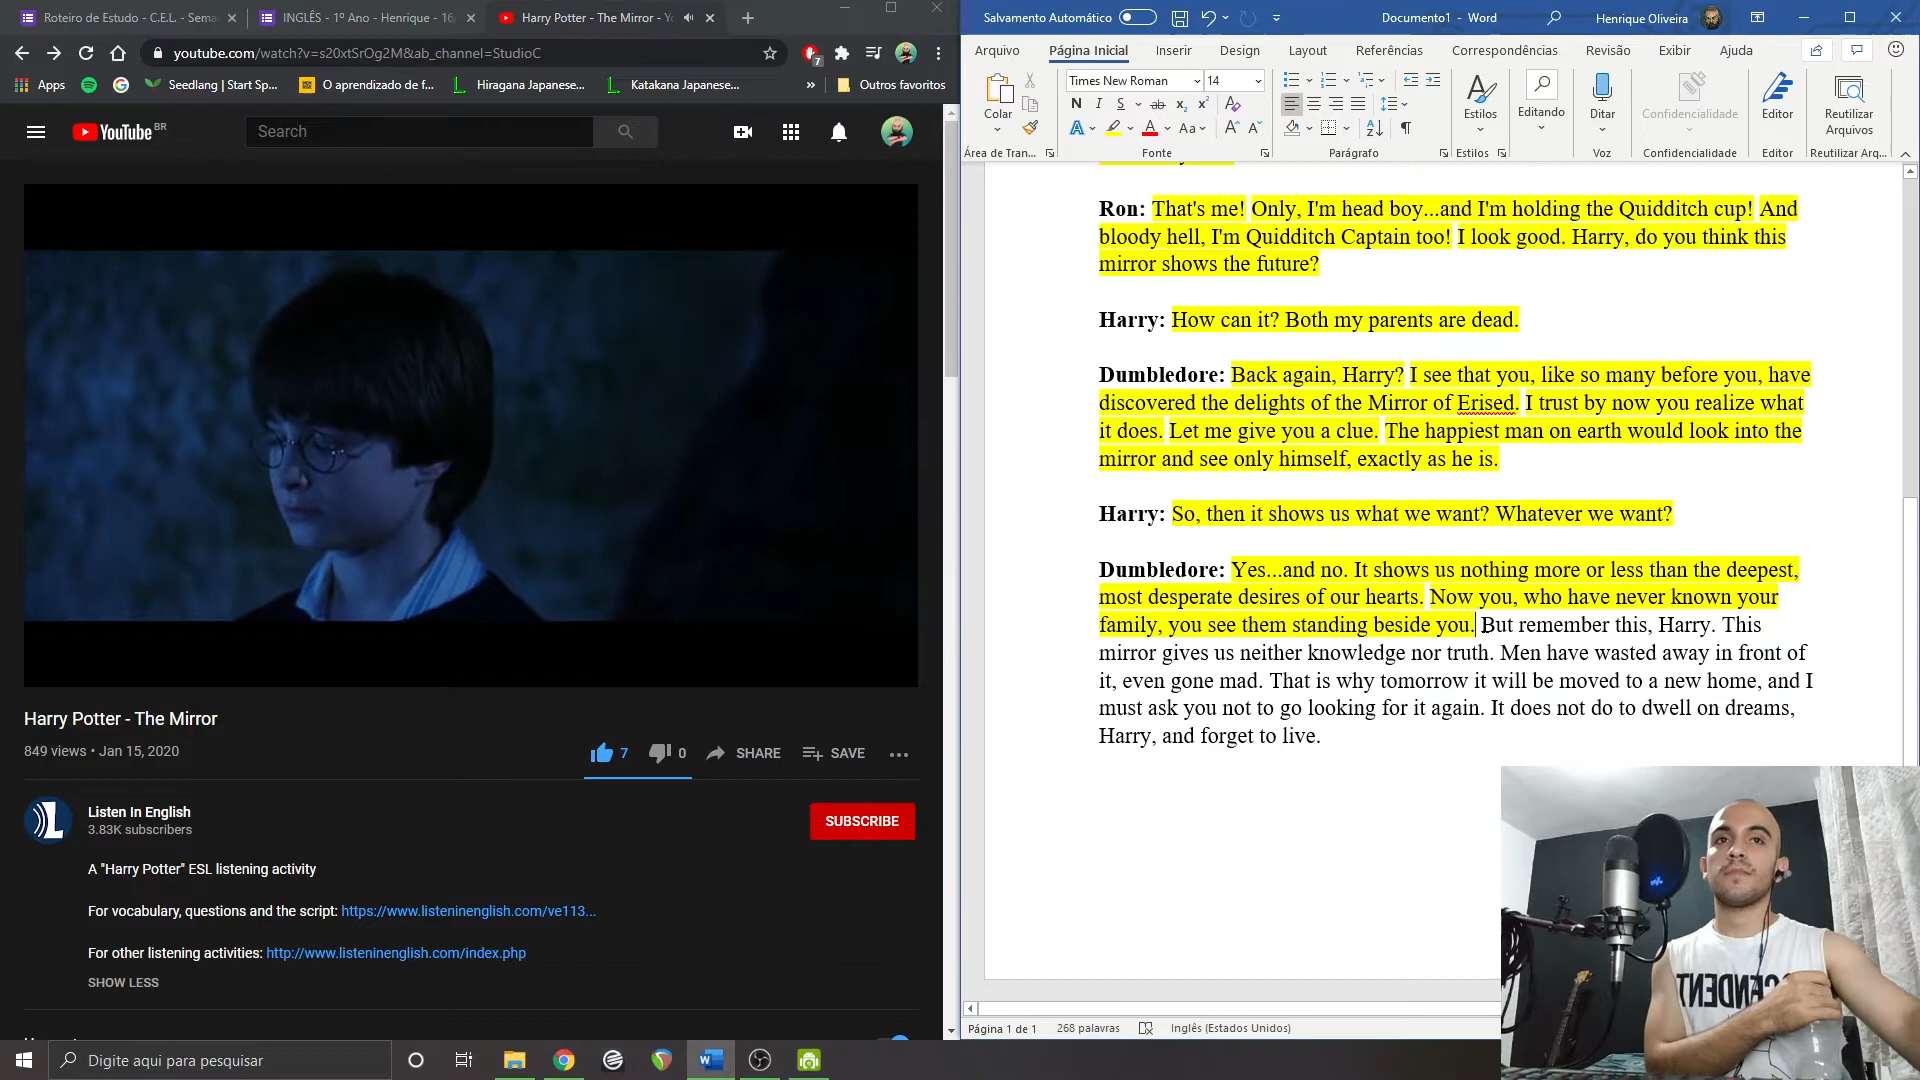 Roteiro de Estudo - C.E.L. - Sema
INGLÊS - 1º Ano - Henrique - 16
Harry Potter - The Mirror - Y
youtube.com/watch?v=s20xtSrOg2M&ab_channel=StudioC
7
Apps
Seedlang | Start Sp...
O aprendizado de f...
Hiragana Japanese...
Katakana Japanese...
»
Outros favoritos
YouTube BR
Search
Harry Potter - The Mirror
849 views • Jan 15, 2020
7
0
SHARE
SAVE
Listen In English
3.83K subscribers
SUBSCRIBE
A "Harry Potter" ESL listening activity
For vocabulary, questions and the script: https://www.listeninenglish.com/ve113...
For other listening activities: http://www.listeninenglish.com/index.php
SHOW LESS
Salvamento Automático
Documento1 - Word
Henrique Oliveira
Arquivo
Página Inicial
Inserir
Design
Layout
Referências
Correspondências
Revisão
Exibir
Ajuda
Times New Roman
14
N I S ab x₂ x²
A A Aa A A
Colar
Estilos
Editando
Ditar
Confidencialidade
Editor
Reutilizar Arquivos
Área de Tran...
Fonte
Parágrafo
Estilos
Voz
Confidencialidade
Editor
Reutilizar Arq...
Ron: That's me! Only, I'm head boy...and I'm holding the Quidditch cup! And
bloody hell, I'm Quidditch Captain too! I look good. Harry, do you think this
mirror shows the future?
Harry: How can it? Both my parents are dead.
Dumbledore: Back again, Harry? I see that you, like so many before you, have
discovered the delights of the Mirror of Erised. I trust by now you realize what
it does. Let me give you a clue. The happiest man on earth would look into the
mirror and see only himself, exactly as he is.
Harry: So, then it shows us what we want? Whatever we want?
Dumbledore: Yes...and no. It shows us nothing more or less than the deepest,
most desperate desires of our hearts. Now you, who have never known your
family, you see them standing beside you. But remember this, Harry. This
mirror gives us neither knowledge nor truth. Men have wasted away in front of
it, even gone mad. That is why tomorrow it will be moved to a new home, and I
must ask you not to go looking for it again. It does not do to dwell on dreams,
Harry, and forget to live.
Página 1 de 1
268 palavras
Inglês (Estados Unidos)
Digite aqui para pesquisar